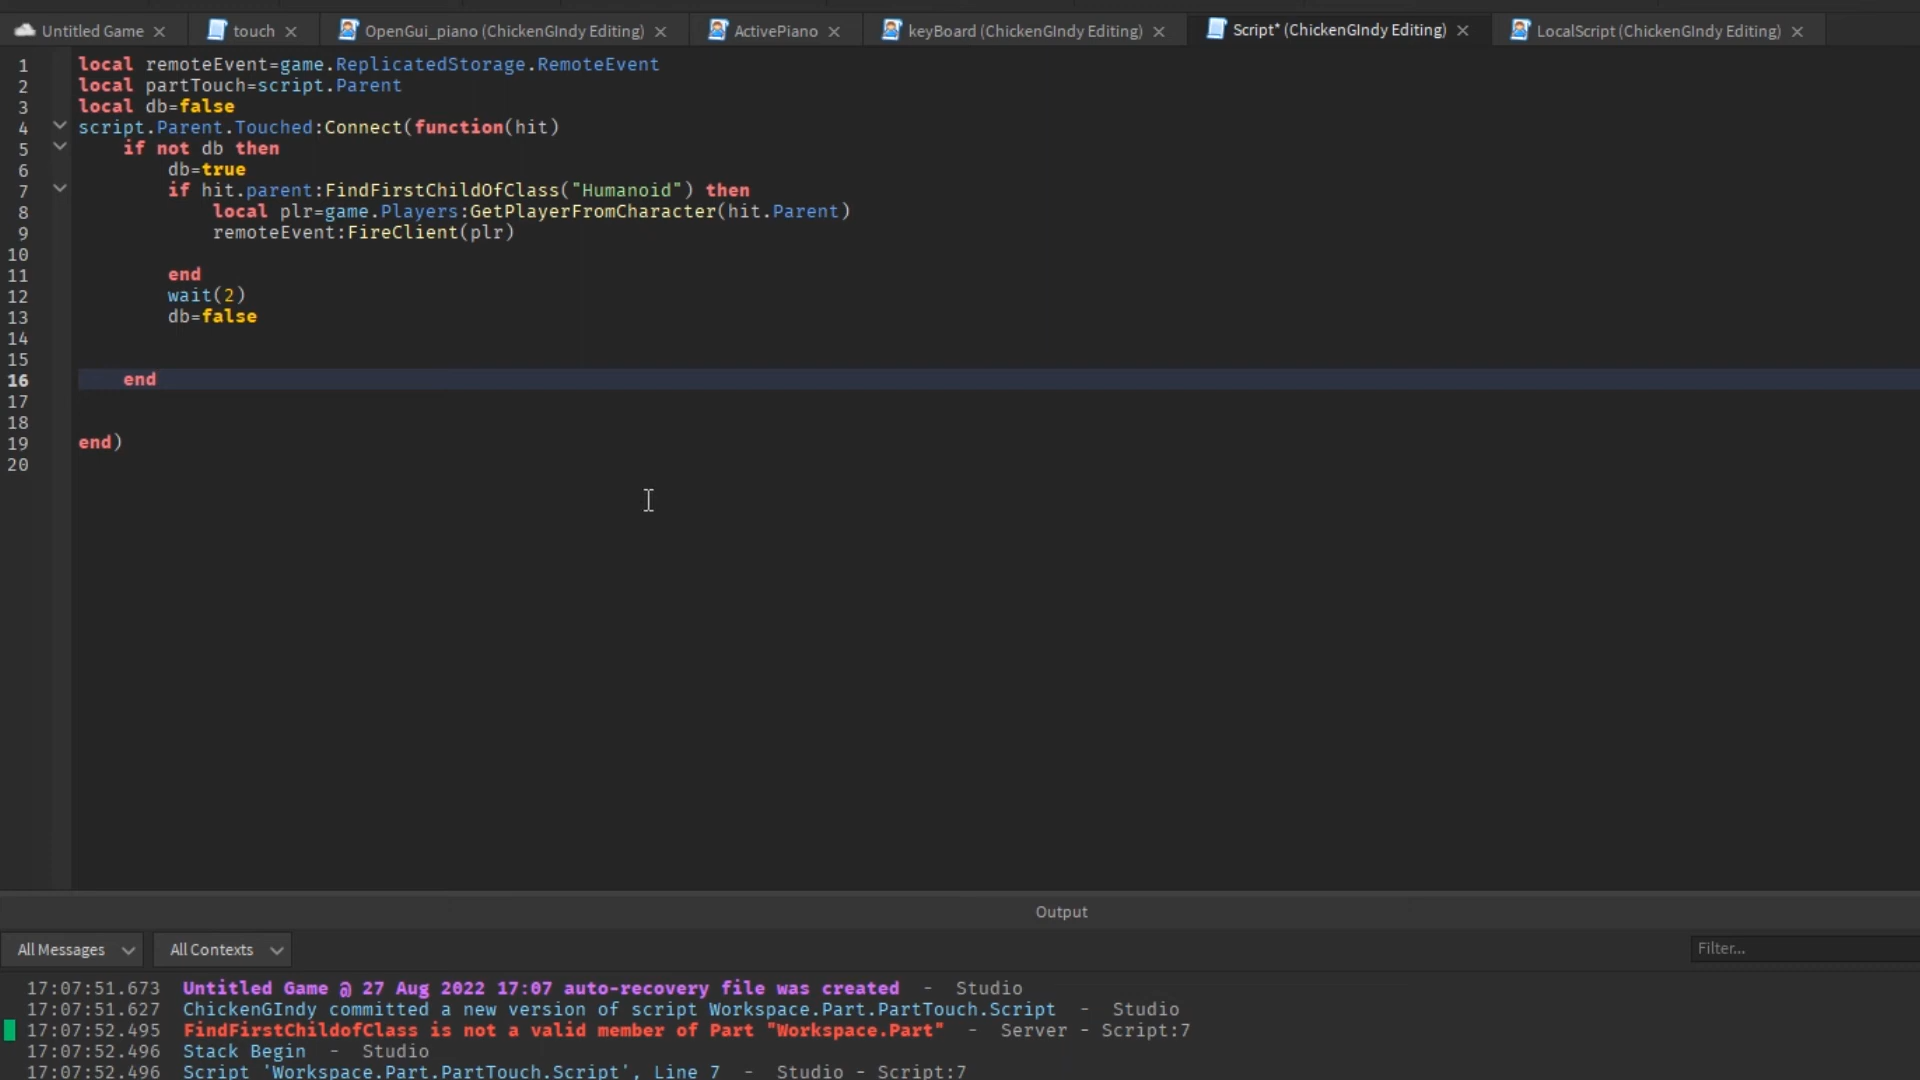 Untitled Game
touch
OpenGui_piano (ChickenGIndy Editing)
ActivePiano
keyBoard (ChickenGIndy Editing)
Script* (ChickenGIndy Editing)
LocalScript (ChickenGIndy Editing)
1 local remoteEvent=game.ReplicatedStorage.RemoteEvent
2 local partTouch=script.Parent
3 local db=false
4 script.Parent.Touched:Connect(function(hit)
5 if not db then
6 db=true
7 if hit.parent:FindFirstChildOfClass("Humanoid") then
8 local plr=game.Players:GetPlayerFromCharacter(hit.Parent)
9 remoteEvent:FireClient(plr)
10
11 end
12 wait(2)
13 db=false
14
15
16 end
17
18
19 end)
20
Output
All Messages
All Contexts
Filter...
17:07:51.673 Untitled Game @ 27 Aug 2022 17:07 auto-recovery file was created - Studio
17:07:51.627 ChickenGIndy committed a new version of script Workspace.Part.PartTouch.Script - Studio
17:07:52.495 FindFirstChildofClass is not a valid member of Part "Workspace.Part" - Server - Script:7
17:07:52.496 Stack Begin - Studio
17:07:52.496 Script 'Workspace.Part.PartTouch.Script', Line 7 - Studio - Script:7